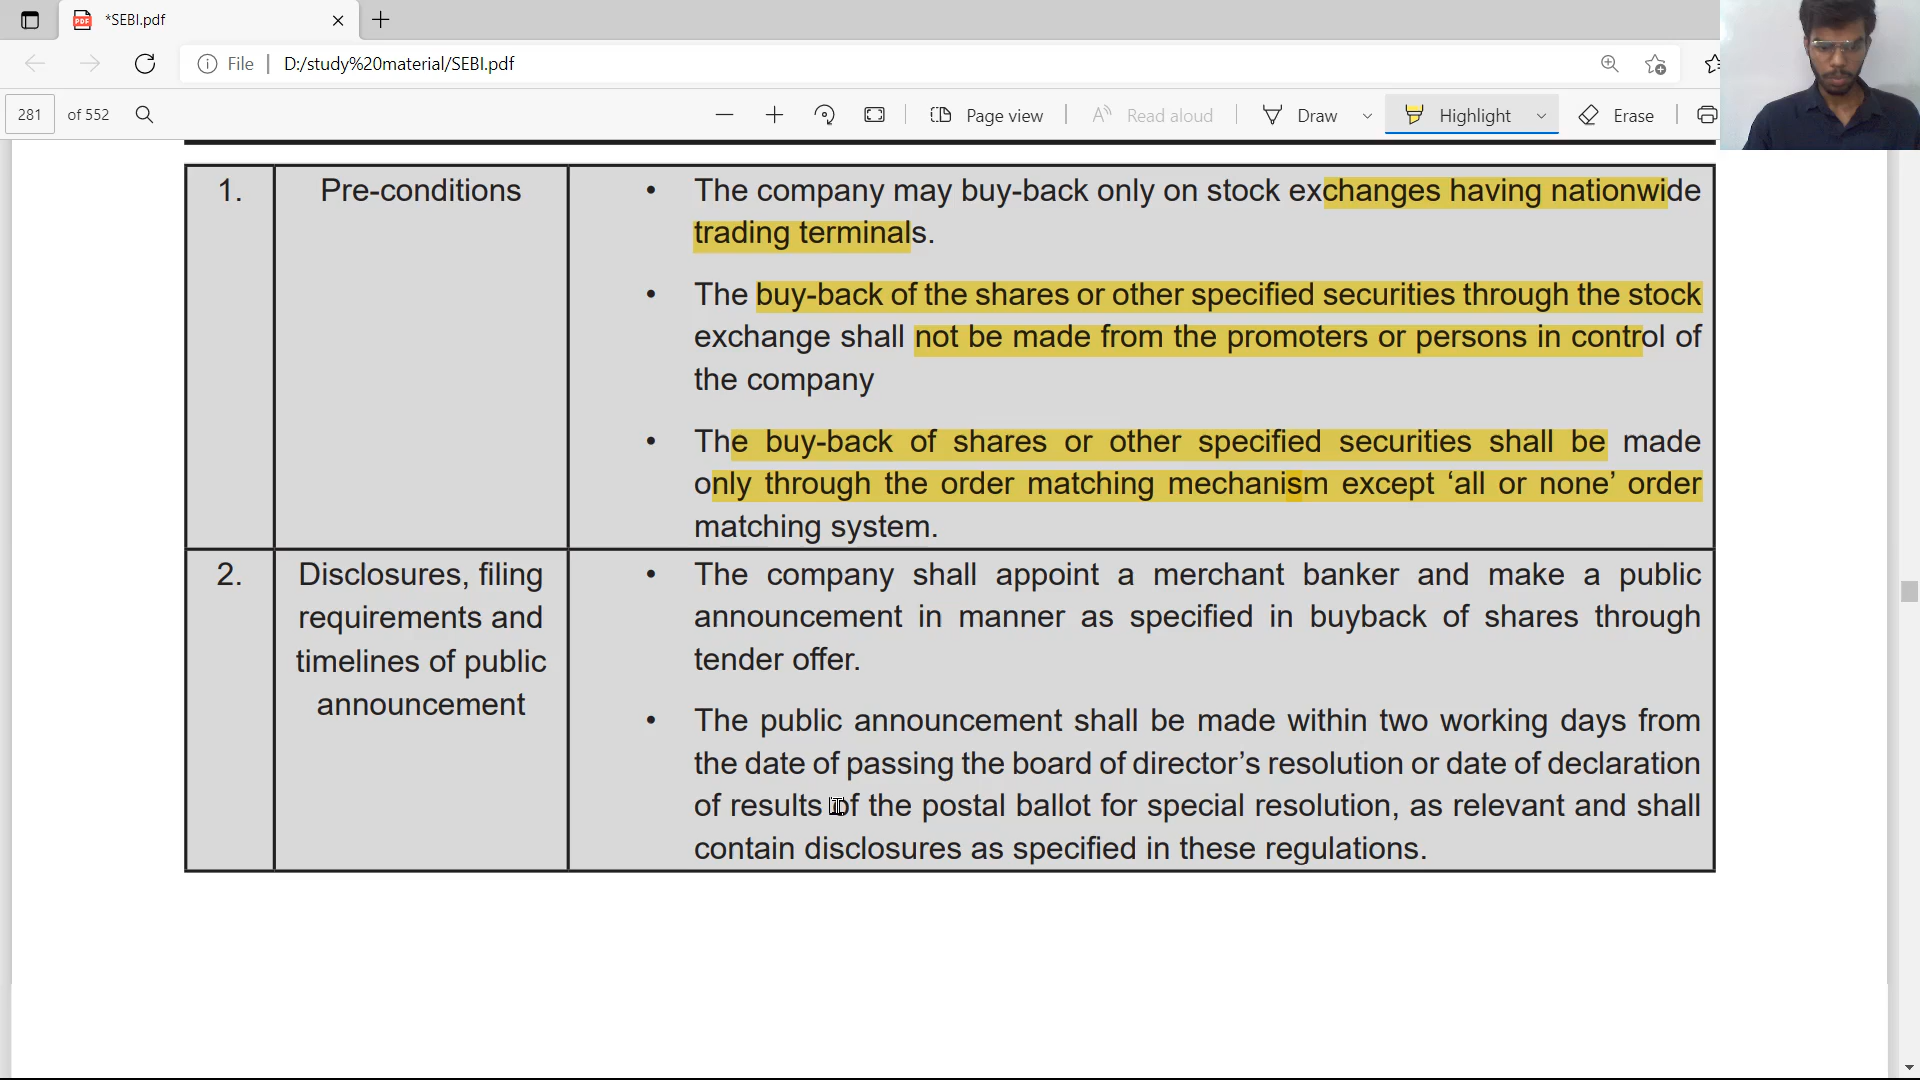 *SEBI.pdf
File | D:/study%20material/SEBI.pdf
281 of 552 Page view Read aloud Draw Highlight Erase
1. Pre-conditions • The company may buy-back only on stock exchanges having nationwide
trading terminals.
• The buy-back of the shares or other specified securities through the stock
exchange shall not be made from the promoters or persons in control of
the company
• The buy-back of shares or other specified securities shall be made
only through the order matching mechanism except ‘all or none’ order
matching system.
2. Disclosures, filing
requirements and
timelines of public
announcement
• The company shall appoint a merchant banker and make a public
announcement in manner as specified in buyback of shares through
tender offer.
• The public announcement shall be made within two working days from
the date of passing the board of director’s resolution or date of declaration
of results of the postal ballot for special resolution, as relevant and shall
contain disclosures as specified in these regulations.